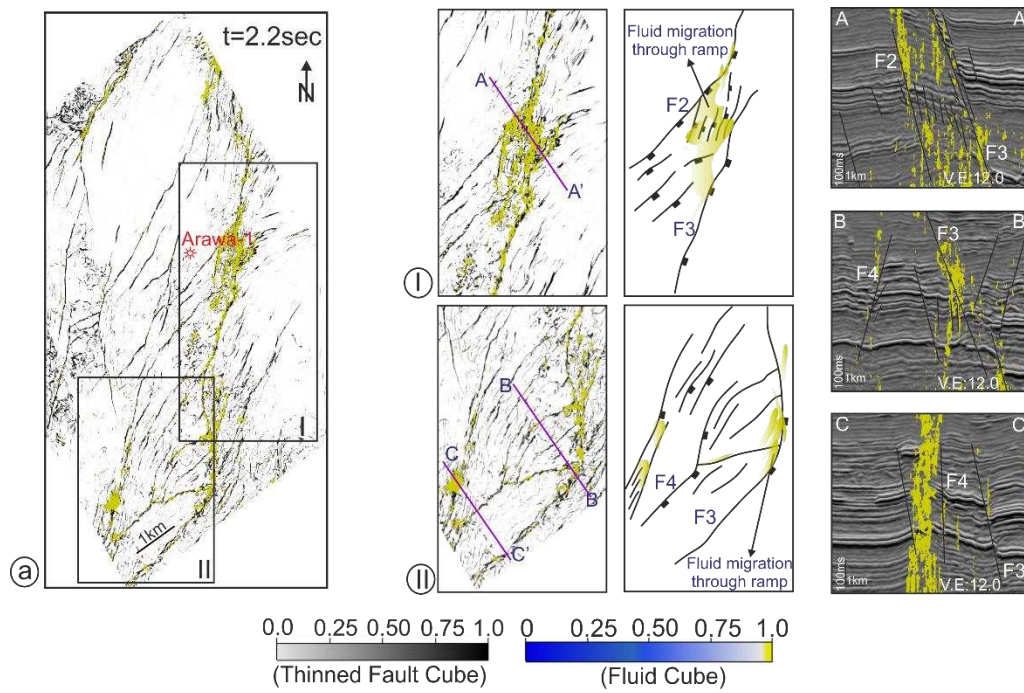 t=2.2sec
N
Arawa-1
I
1km
II
a
A
A'
I
Fluid migration
through ramp
F2
F3
B
C
B
C'
II
F4
F3
Fluid migration
through ramp
A
A
F2
F3
100ms
1km
V.E:12.0
B
B
F3
F4
100ms
1km
V.E:12.0
C
C
F4
F3
100ms
1km
V.E:12.0
0.0 0.25 0.50 0.75 1.0
(Thinned Fault Cube)
0 0.25 0.50 0.75 1.0
(Fluid Cube)